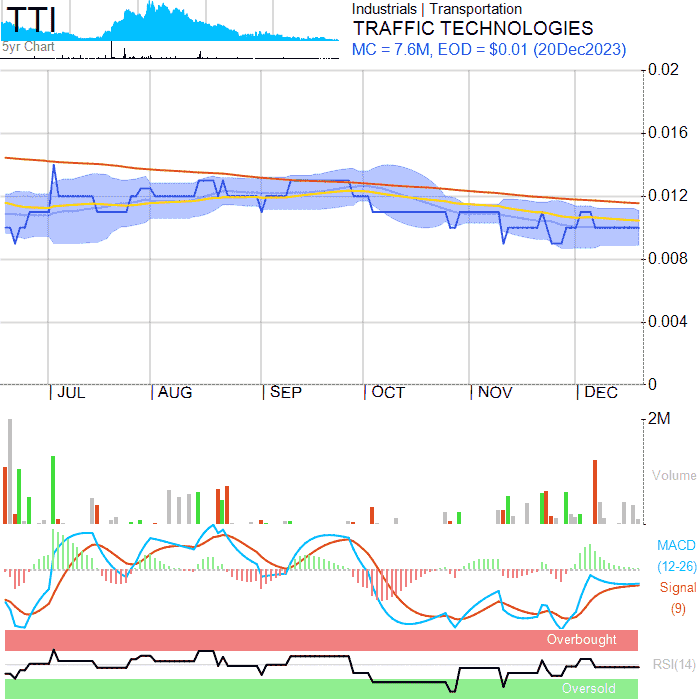 TTI
5yr Chart
Industrials | Transportation
TRAFFIC TECHNOLOGIES
MC = 7.6M, EOD = $0.01 (20Dec2023)
0.02
0.016
0.012
0.008
0.004
0
JUL AUG SEP OCT NOV DEC
2M
Volume
MACD
(12-26)
Signal
(9)
Overbought
RSI(14)
Oversold